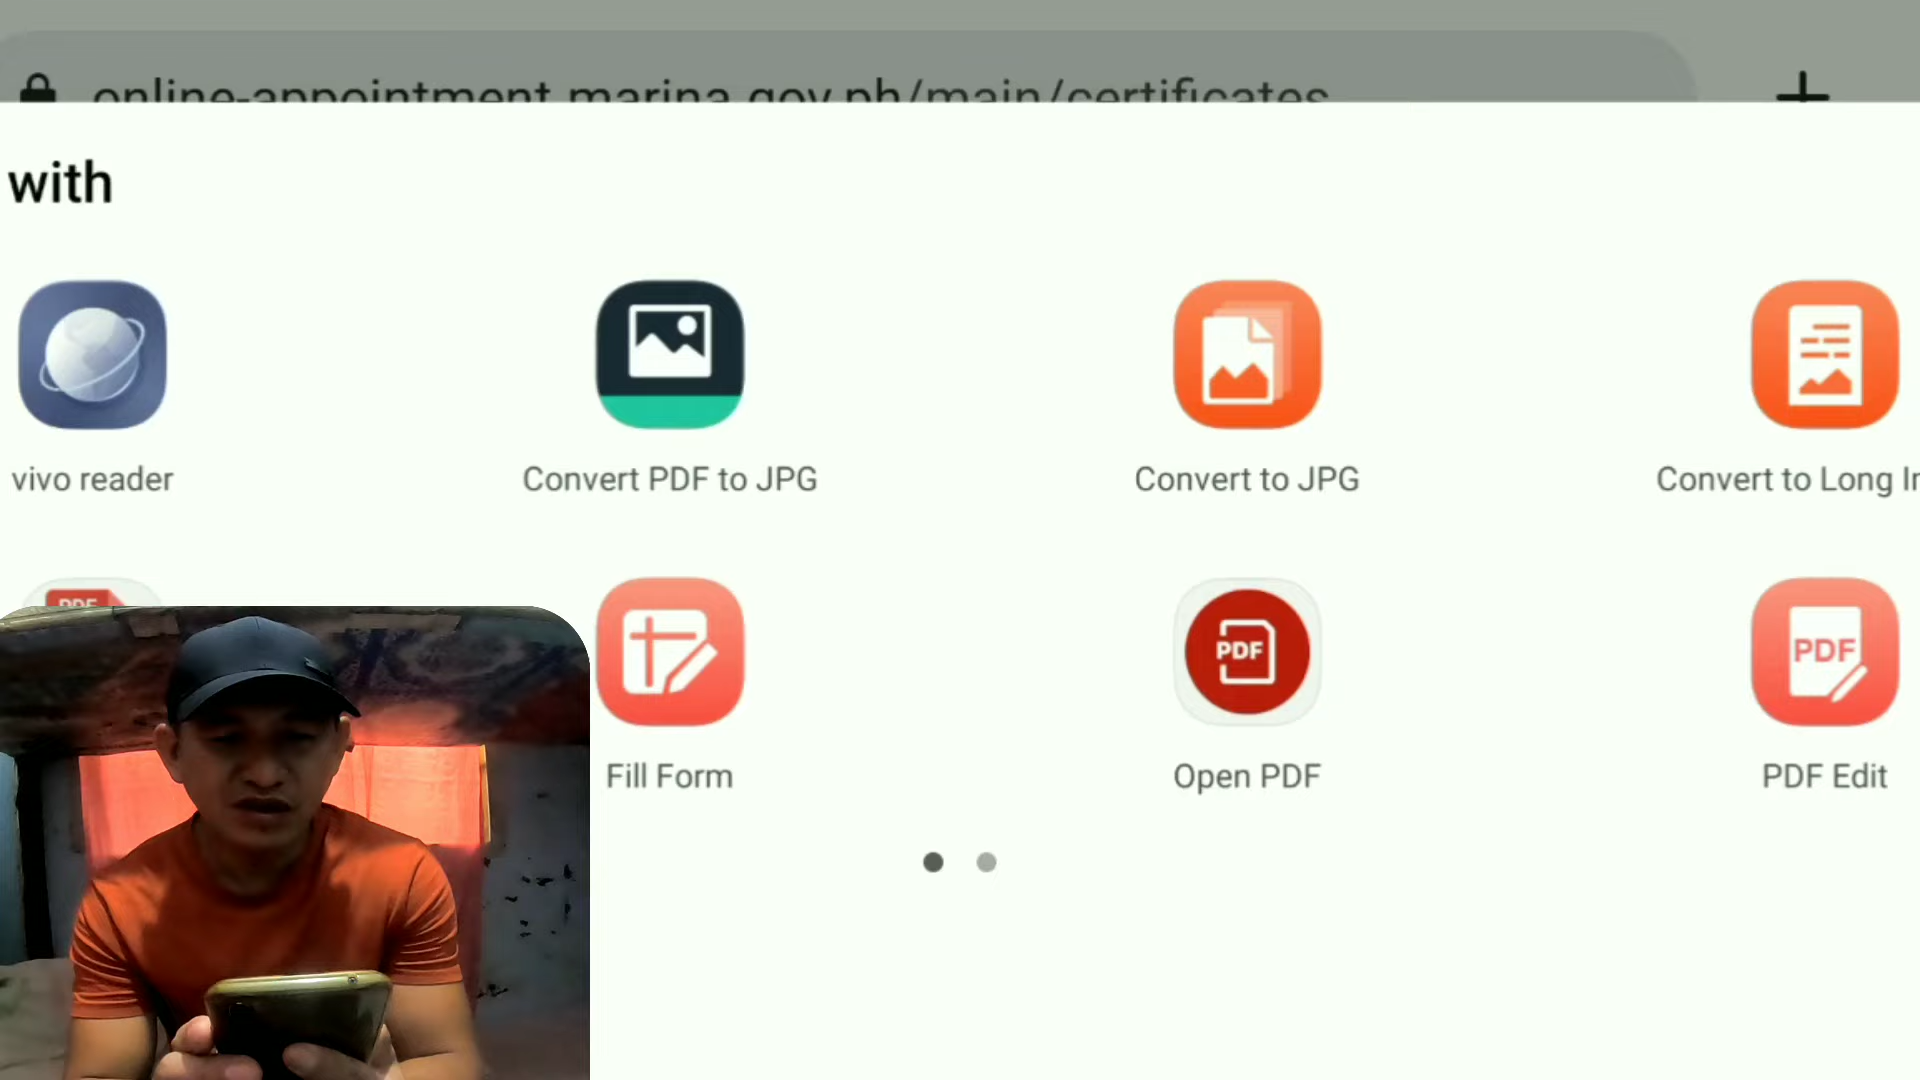 online-appointment.marina.gov.ph/main/certificates
with
vivo reader
Convert PDF to JPG
Convert to JPG
Convert to Long
PDF
PDF
PDF
Fill Form
Open PDF
PDF Edit